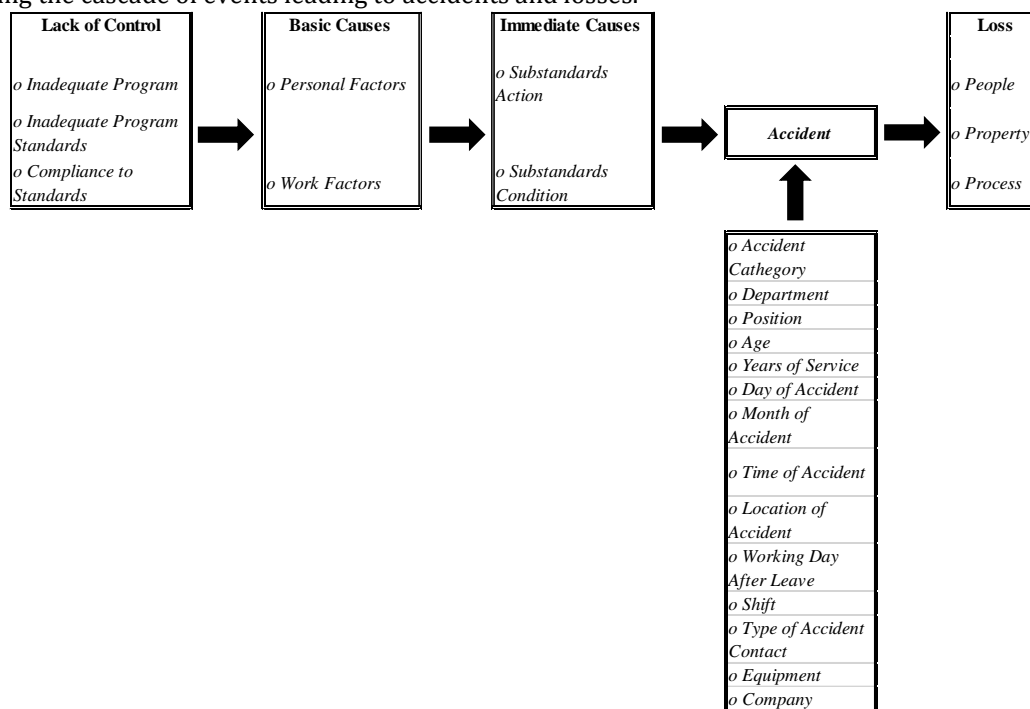 ing the cascade of events leading to accidents and losses.
Lack of Control
o Inadequate Program
o Inadequate Program
Standards
o Compliance to
Standards
Basic Causes
o Personal Factors
o Work Factors
Immediate Causes
o Substandards
Action
o Substandards
Condition
Accident
Loss
o People
o Property
o Process
o Accident
Cathegory
o Department
o Position
o Age
o Years of Service
o Day of Accident
o Month of
Accident
o Time of Accident
o Location of
Accident
o Working Day
After Leave
o Shift
o Type of Accident
Contact
o Equipment
o Company